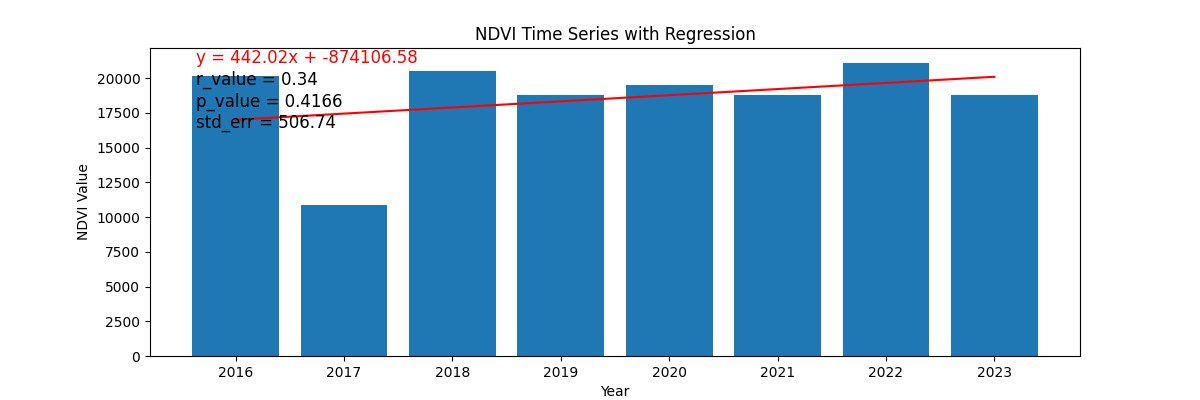 NDVI Time Series with Regression
y = 442.02x + -874106.58
r_value = 0.34
p_value = 0.4166
std_err = 506.74
20000
17500
15000
12500
10000
7500
5000
2500
0
NDVI Value
2016 2017 2018 2019 2020 2021 2022 2023
Year